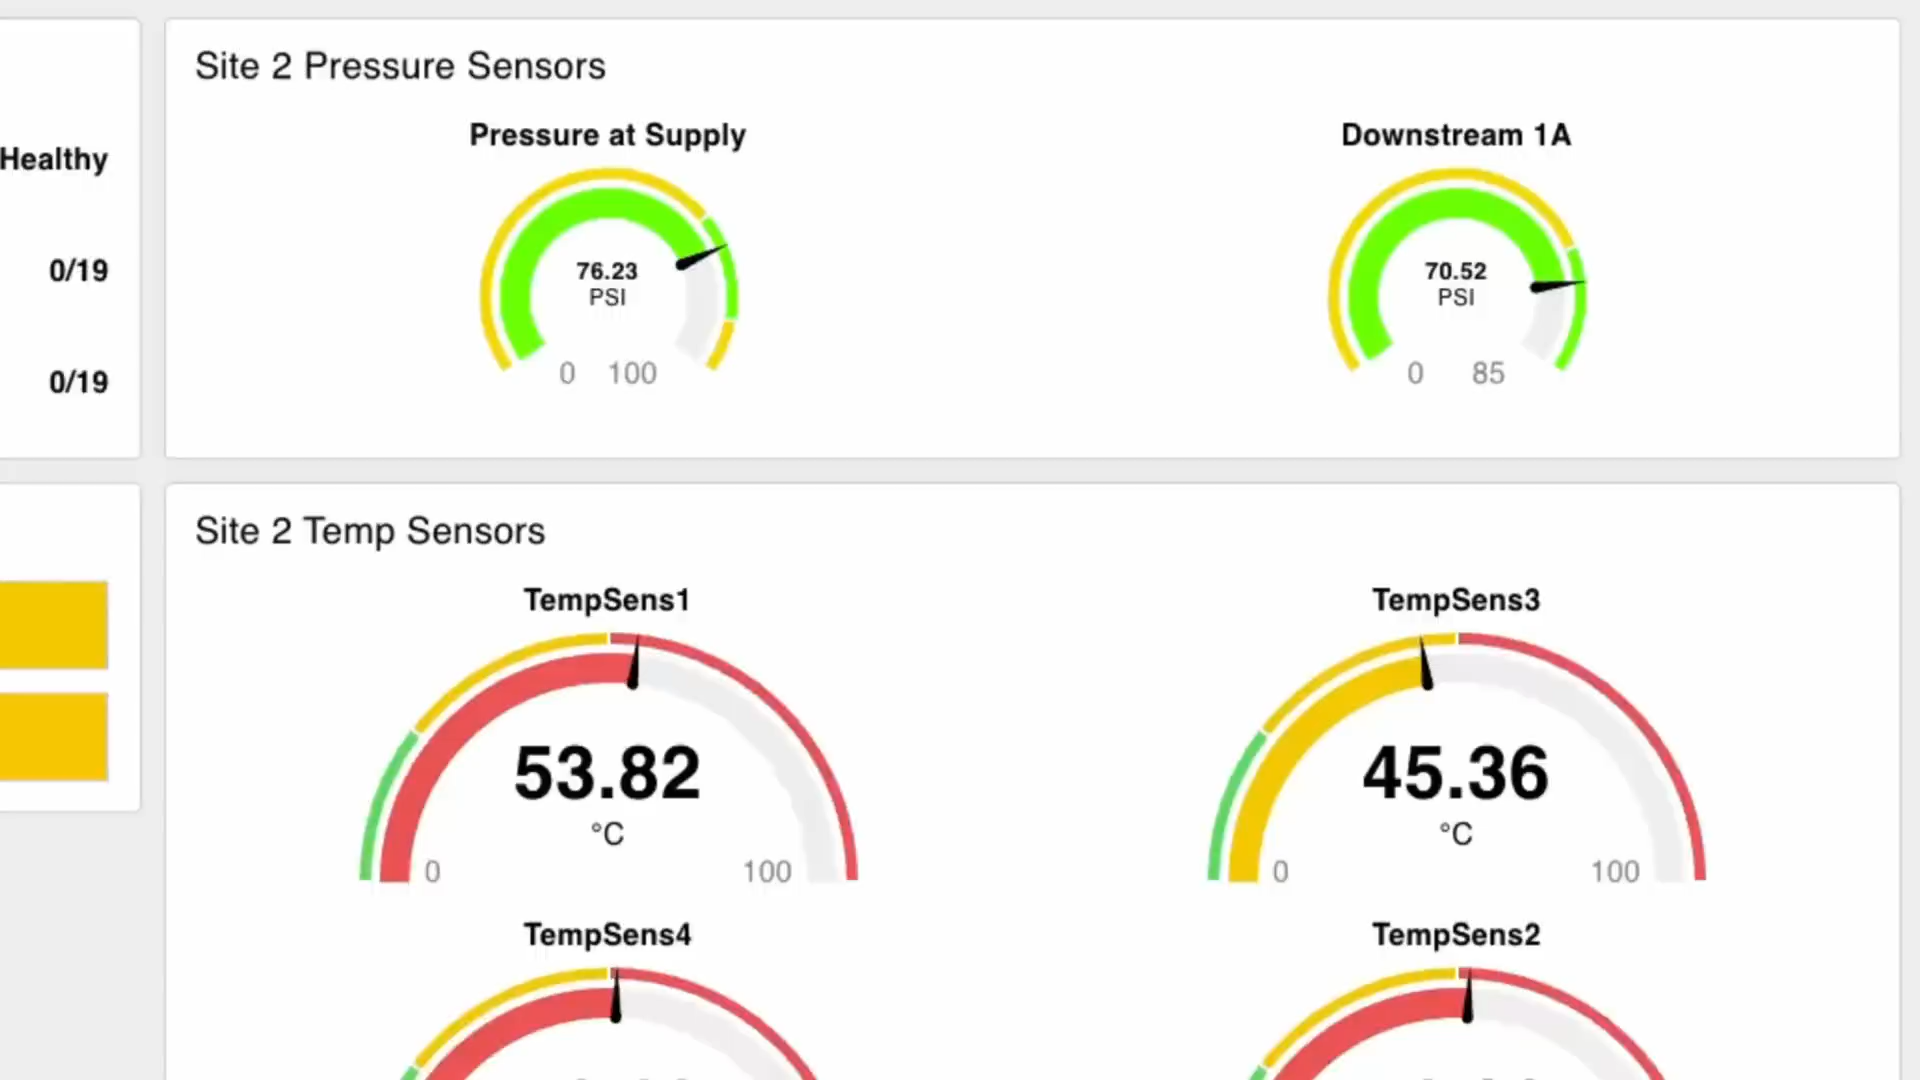 Healthy
0/19
0/19
Site 2 Pressure Sensors
Pressure at Supply
76.23
PSI
0 100
Downstream 1A
70.52
PSI
0 85
Site 2 Temp Sensors
TempSens1
53.82
°C
0 100
TempSens3
45.36
°C
0 100
TempSens4
TempSens2